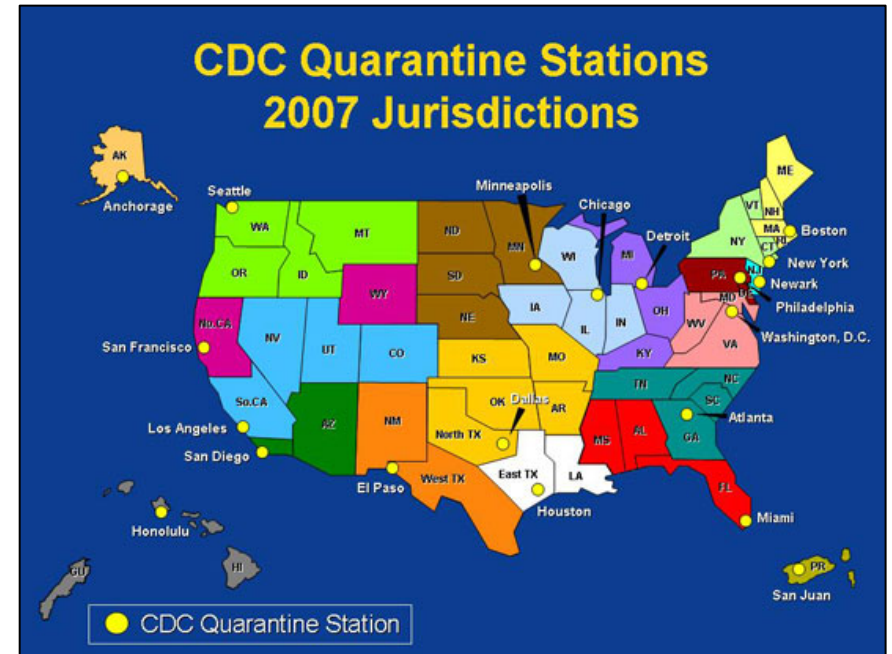 CDC Quarantine Stations
2007 Jurisdictions
AK
Anchorage
Seattle
Minneapolis
Chicago
Detroit
ME
VT
NH
MA
RI
CT
NY
Boston
New York
Newark
Philadelphia
Washington, D.C.
WA
MT
ND
MN
WI
MI
OR
ID
WY
SD
IA
NE
IL
IN
OH
PA
NJ
DE
MD
WV
VA
KY
No.CA
San Francisco
NV
UT
CO
KS
MO
So.CA
Los Angeles
San Diego
AZ
NM
OK
Dallas
AR
TN
NC
SC
Atlanta
GA
North TX
El Paso
West TX
East TX
Houston
LA
MS
AL
FL
Miami
Honolulu
GU
HI
PR
San Juan
CDC Quarantine Station